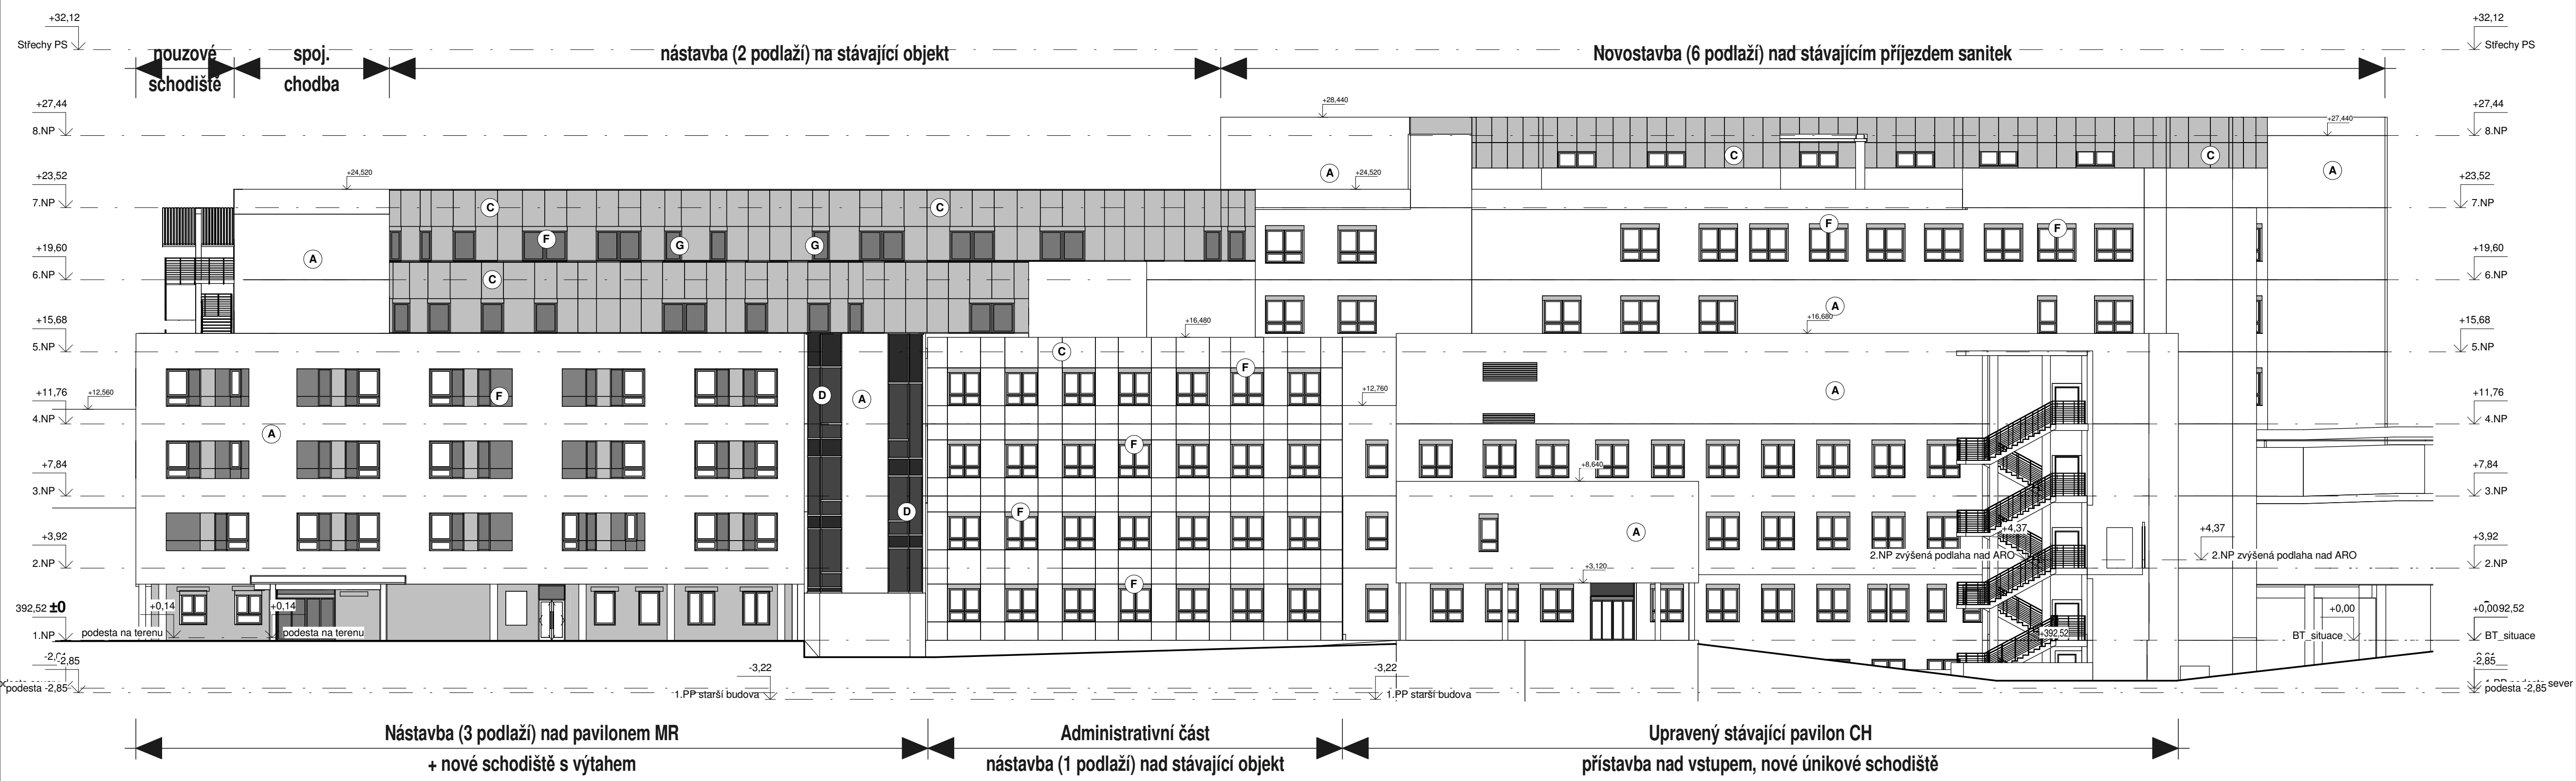 +32,12
Střechy PS
nouzové
schodiště
spoj.
chodba
nástavba (2 podlaží) na stávající objekt
Novostavba (6 podlaží) nad stávajícím příjezdem sanitek
+32,12
Střechy PS
+27,44
8.NP
+28,440
+27,440
+27,44
8.NP
C
C
A
A
+23,52
7.NP
+24,520
+24,520
+23,52
7.NP
C
C
F
F
F
G
G
+19,60
6.NP
A
+19,60
6.NP
C
A
+15,68
5.NP
+16,480
+16,680
+15,68
5.NP
C
F
+11,76
4.NP
+12,560
F
D
A
+12,760
A
+11,76
4.NP
A
F
+7,84
3.NP
+8,640
+7,84
3.NP
F
D
A
+3,92
2.NP
+4,37
2.NP zvýšená podlaha nad ARO
+4,37
2.NP zvýšená podlaha nad ARO
+3,92
2.NP
+3,120
F
392,52 ±0
1.NP
+0,14
podesta na terenu
+0,14
podesta na terenu
+392,52
+0,00
BT_situace
+0,0092,52
BT_situace
-2,85
podesta -2,85
-3,22
1.PP starší budova
-3,22
1.PP starší budova
-2,85
sever
podesta -2,85
Nástavba (3 podlaží) nad pavilonem MR
+ nové schodiště s výtahem
Administrativní část
nástavba (1 podlaží) nad stávající objekt
Upravený stávající pavilon CH
přístavba nad vstupem, nové únikové schodiště